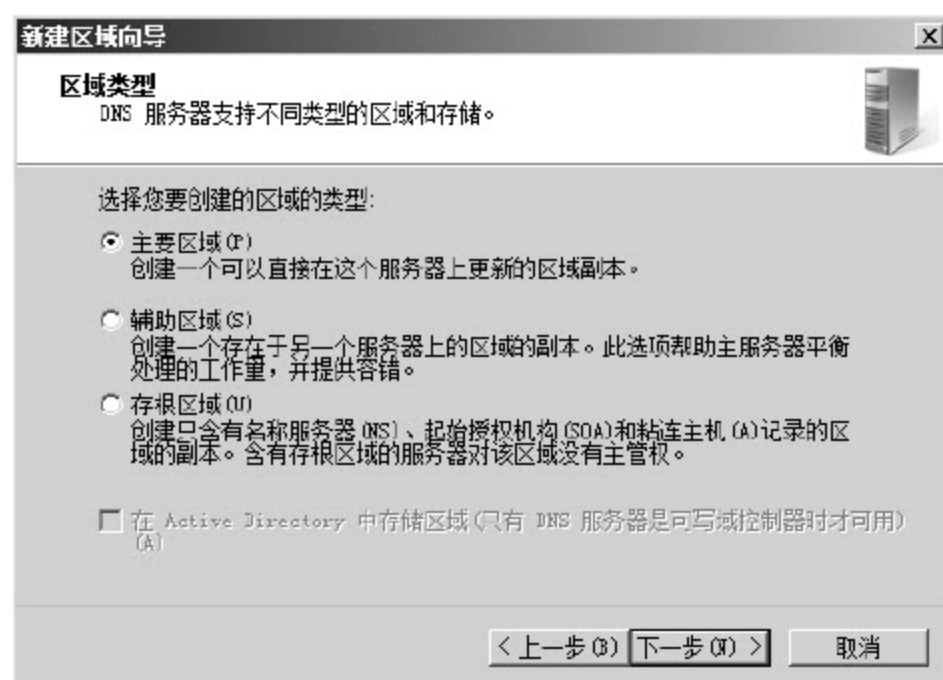 新建区域向导
区域类型
DNS 服务器支持不同类型的区域和存储。
选择您要创建的区域的类型:
主要区域(P)
创建一个可以直接在这个服务器上更新的区域副本。
辅助区域(S)
创建一个存在于另一个服务器上的区域的副本。此选项帮助主服务器平衡
处理的工作量，并提供容错。
存根区域(U)
创建只含有名称服务器(NS)、起始授权机构(SOA)和粘连主机(A)记录的区
域的副本。含有存根区域的服务器对该区域没有主管权。
在 Active Directory 中存储区域(只有 DNS 服务器是可写域控制器时才可用)
(A)
< 上一步(B) 下一步(N) > 取消